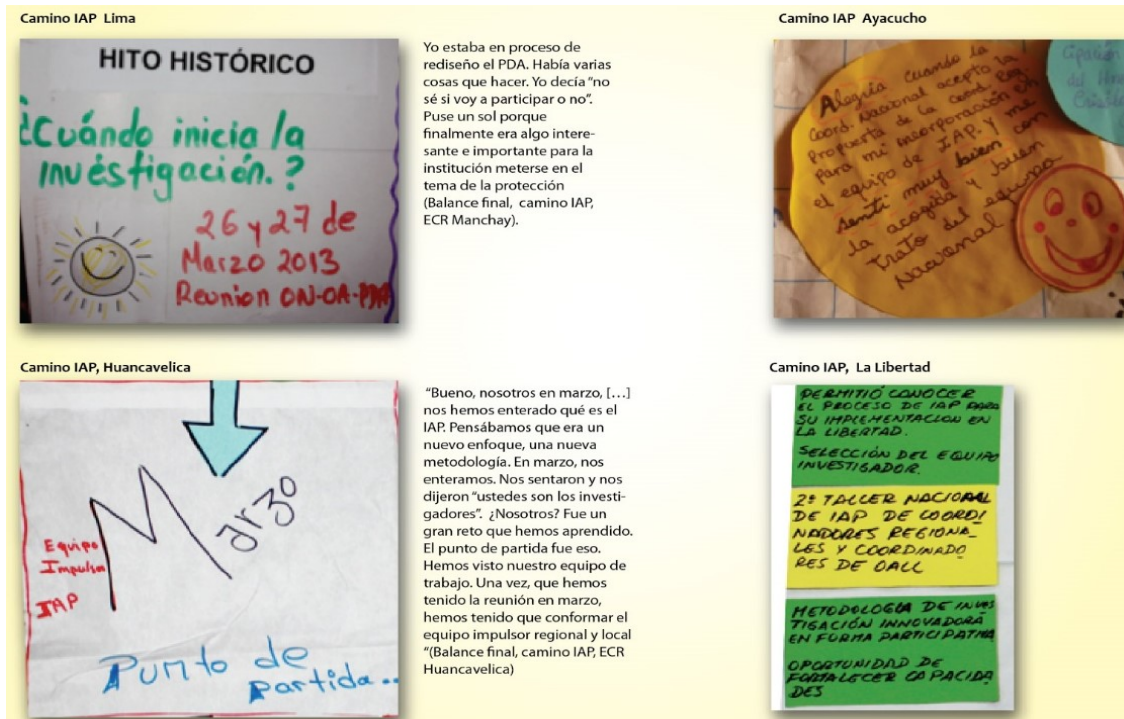 Camino IAP  Lima
HITO HISTÓRICO
¿Cuándo inicia la
invéstigación.?
26 y 27 de
Marzo 2013
Reunion ON-OA-PDA
Yo estaba en proceso de
rediseño el PDA. Había varias
cosas que hacer. Yo decía “no
sé si voy a participar o no”.
Puse un sol porque
finalmente era algo intere-
sante e importante para la
institución meterse en el
tema de la protección
(Balance final,  camino IAP,
ECR Manchay).
Camino IAP  Ayacucho
Alegría cuando la
Coord. Nacional acepto la
Propuesta de la Coord. Reg
Para mi incorporación en
el equipo de I.A.P. y me
sentí muy bien con
la acogida y buen
trato del equipo
Nacional
cipación
del
Camino IAP, Huancavelica
Marzo
Equipo
Impulsor
IAP
Punto de
partida...
“Bueno, nosotros en marzo, […]
nos hemos enterado qué es el
IAP. Pensábamos que era un
nuevo enfoque, una nueva
metodología. En marzo, nos
enteramos. Nos sentaron y nos
dijeron “ustedes son los investi-
gadores”.  ¿Nosotros? Fue un
gran reto que hemos aprendido.
El punto de partida fue eso.
Hemos visto nuestro equipo de
trabajo. Una vez, que hemos
tenido la reunión en marzo,
hemos tenido que conformar el
equipo impulsor regional y local
“(Balance final, camino IAP, ECR
Huancavelica)
Camino IAP,  La Libertad
PERMITIÓ CONOCER
EL PROCESO DE IAP PARA
SU IMPLEMENTACION EN
LA LIBERTAD.
SELECCIÓN DEL EQUIPO
INVESTIGADOR.
2º TALLER NACIONAL
DE IAP DE COORDI
NADORES REGIONA_
LES Y COORDINADO
RES DE OALL
METODOLOGÍA DE INVES
TIGACIÓN INNOVADORA
EN FORMA PARTICIPATIVA
OPORTUNIDAD DE
FORTALECER CAPACIDA
DES